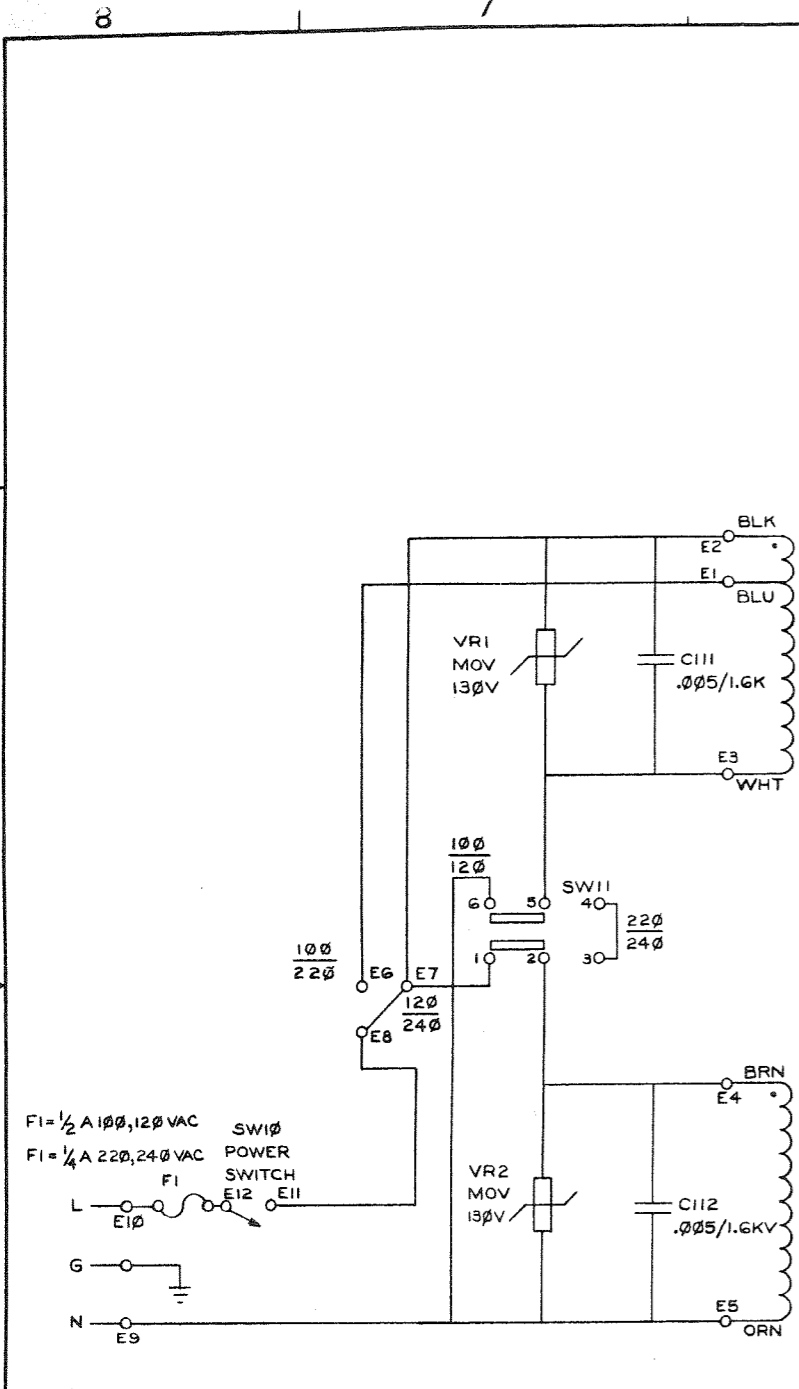 8
7
BLK
E2
E1
BLU
VR1
MOV
13ØV
C111
.ØØ5/1.6K
E3
WHT
1ØØ
12Ø
SW11
6
5
4
22Ø
24Ø
1
2
3
1ØØ
22Ø
E6
E7
12Ø
24Ø
E8
BRN
E4
F1=½ A 1ØØ,12Ø VAC
F1=¼ A 22Ø,24Ø VAC
SW1Ø
POWER
SWITCH
F1
E12
E11
L
E1Ø
VR2
MOV
13ØV
C112
.ØØ5/1.6KV
G
N
E9
E5
ORN